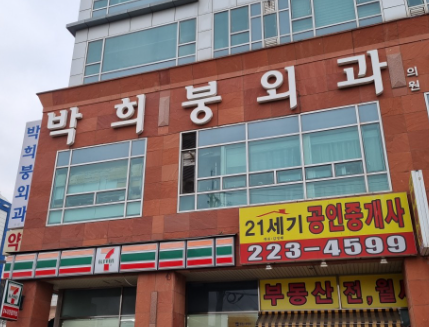 박희붕외과의원
박희붕외과
약
7
ELEVEN
21세기 공인중개사
223-4599
부동산 전,월